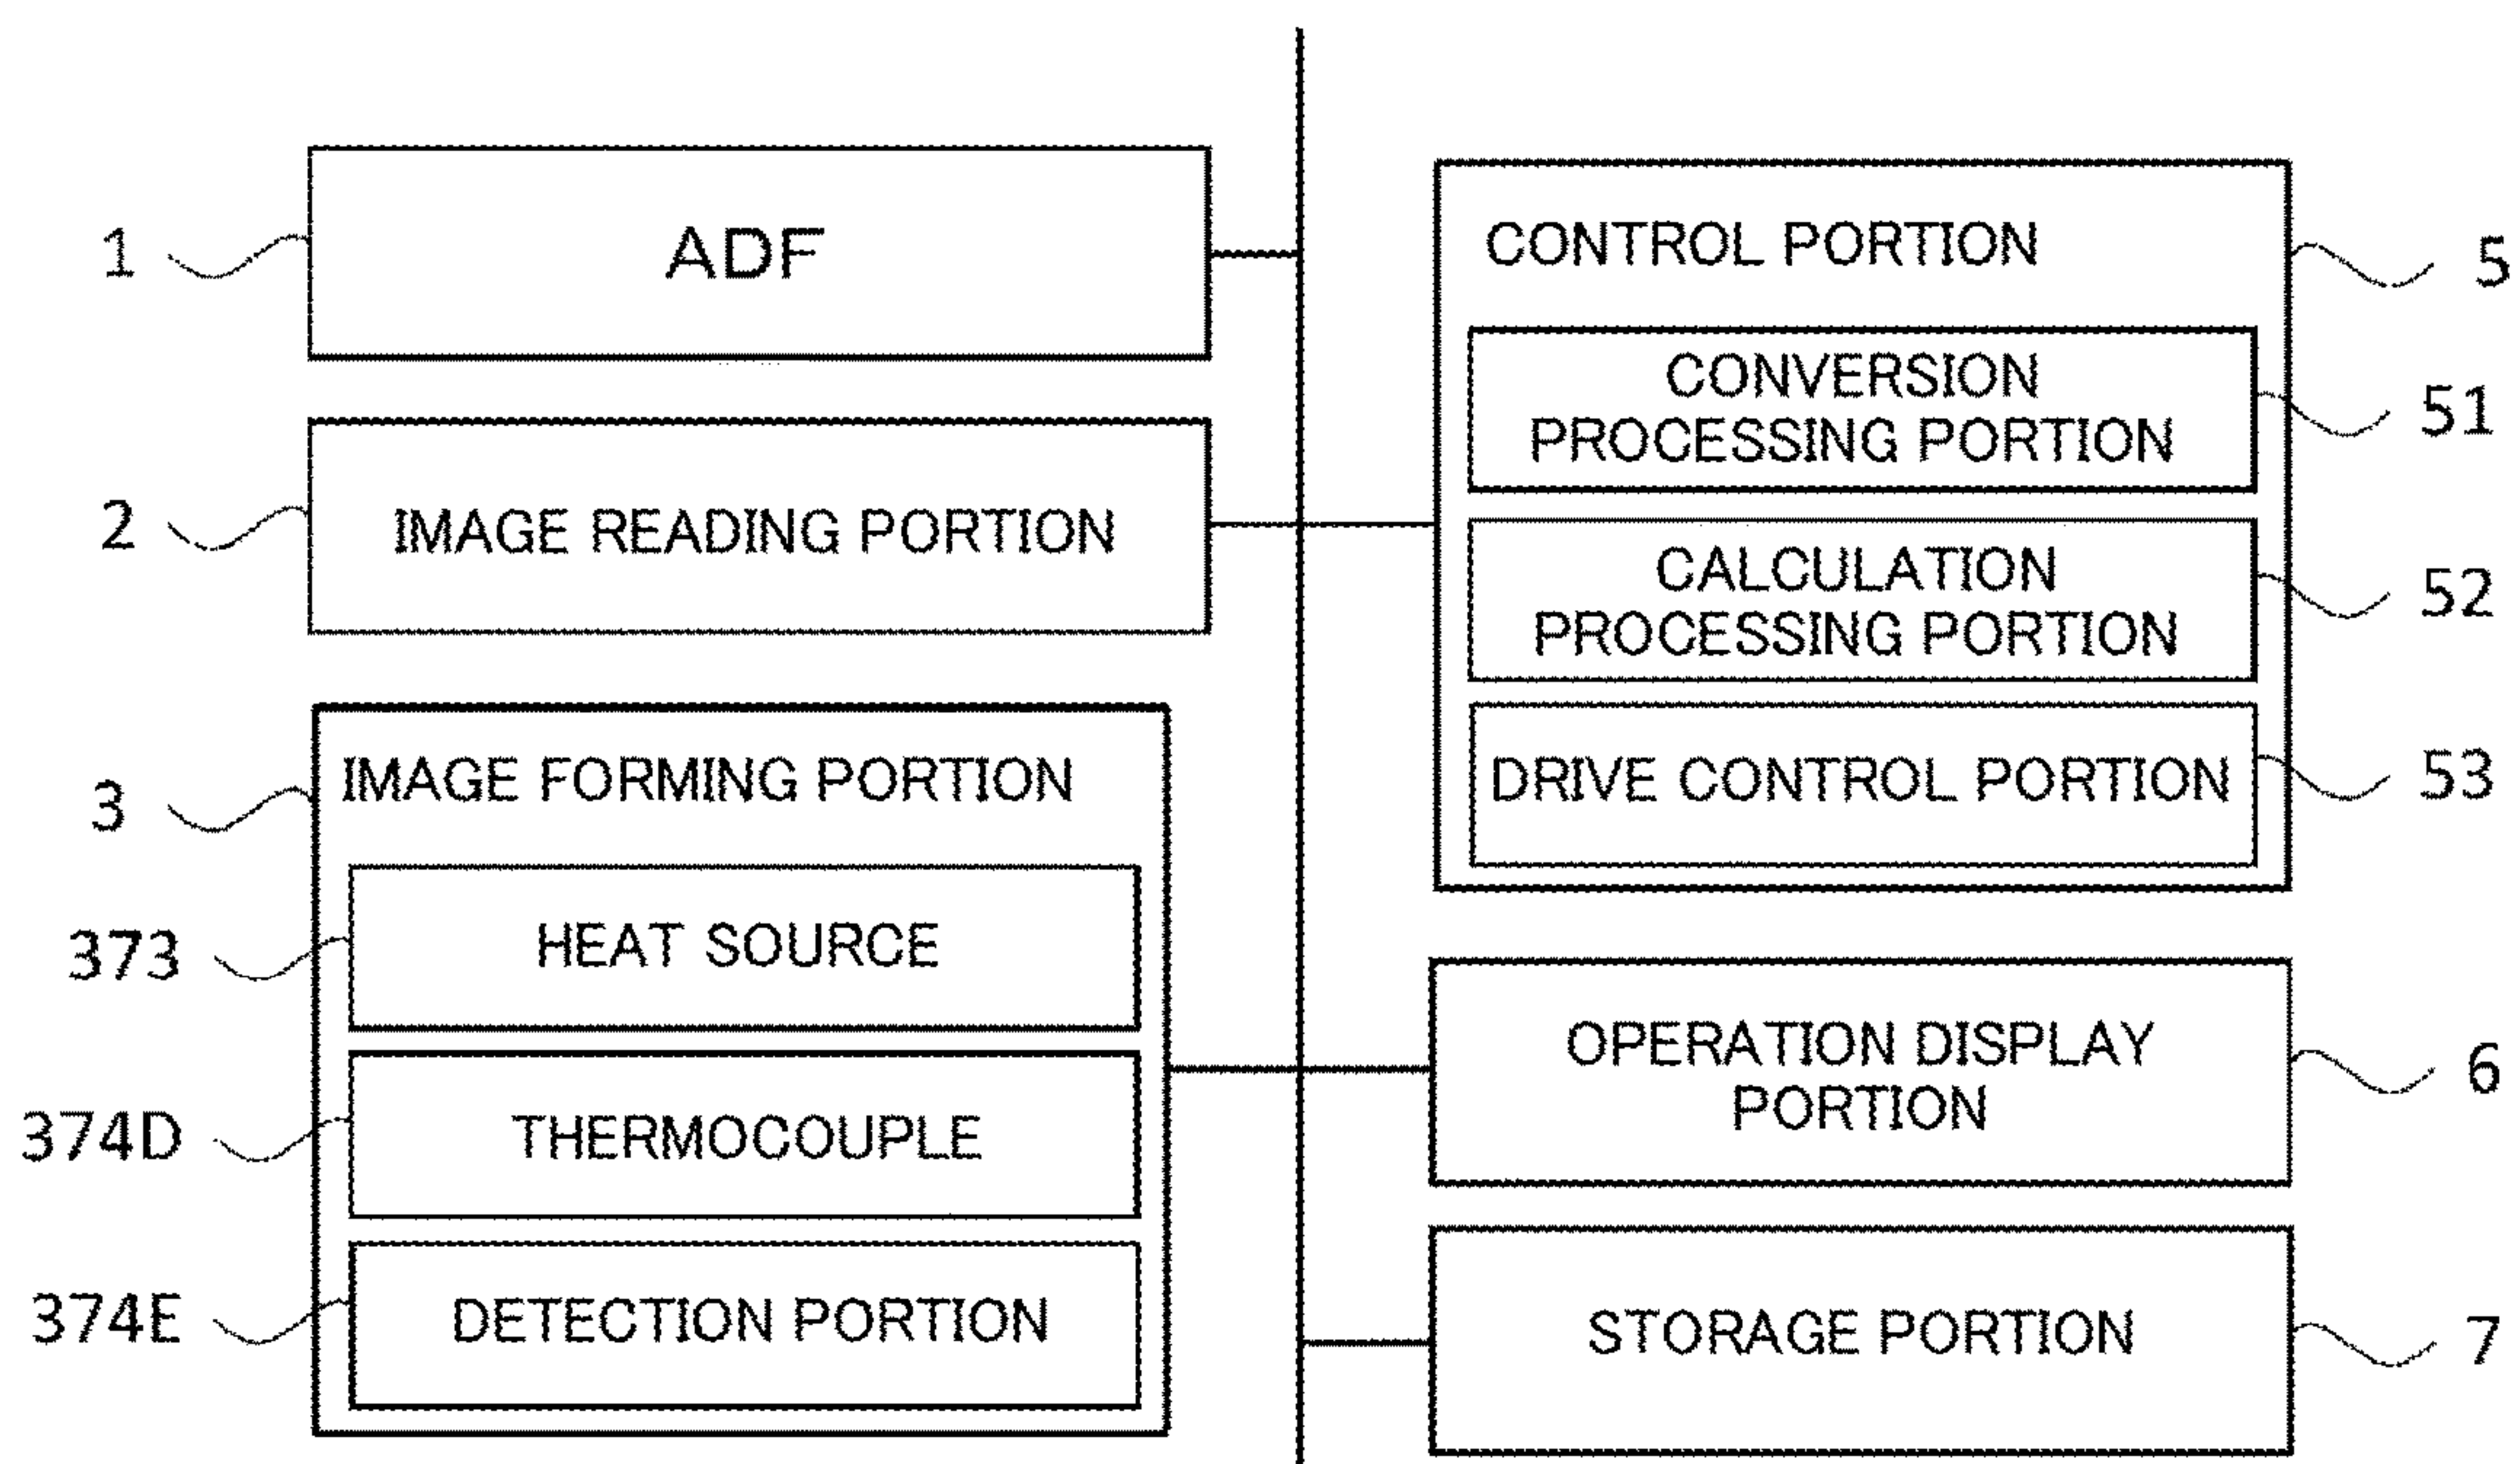 1
ADF
2
IMAGE READING PORTION
3
IMAGE FORMING PORTION
373
HEAT SOURCE
374D
THERMOCOUPLE
374E
DETECTION PORTION
CONTROL PORTION
5
CONVERSION
PROCESSING PORTION
51
CALCULATION
PROCESSING PORTION
52
DRIVE CONTROL PORTION
53
OPERATION DISPLAY
PORTION
6
STORAGE PORTION
7